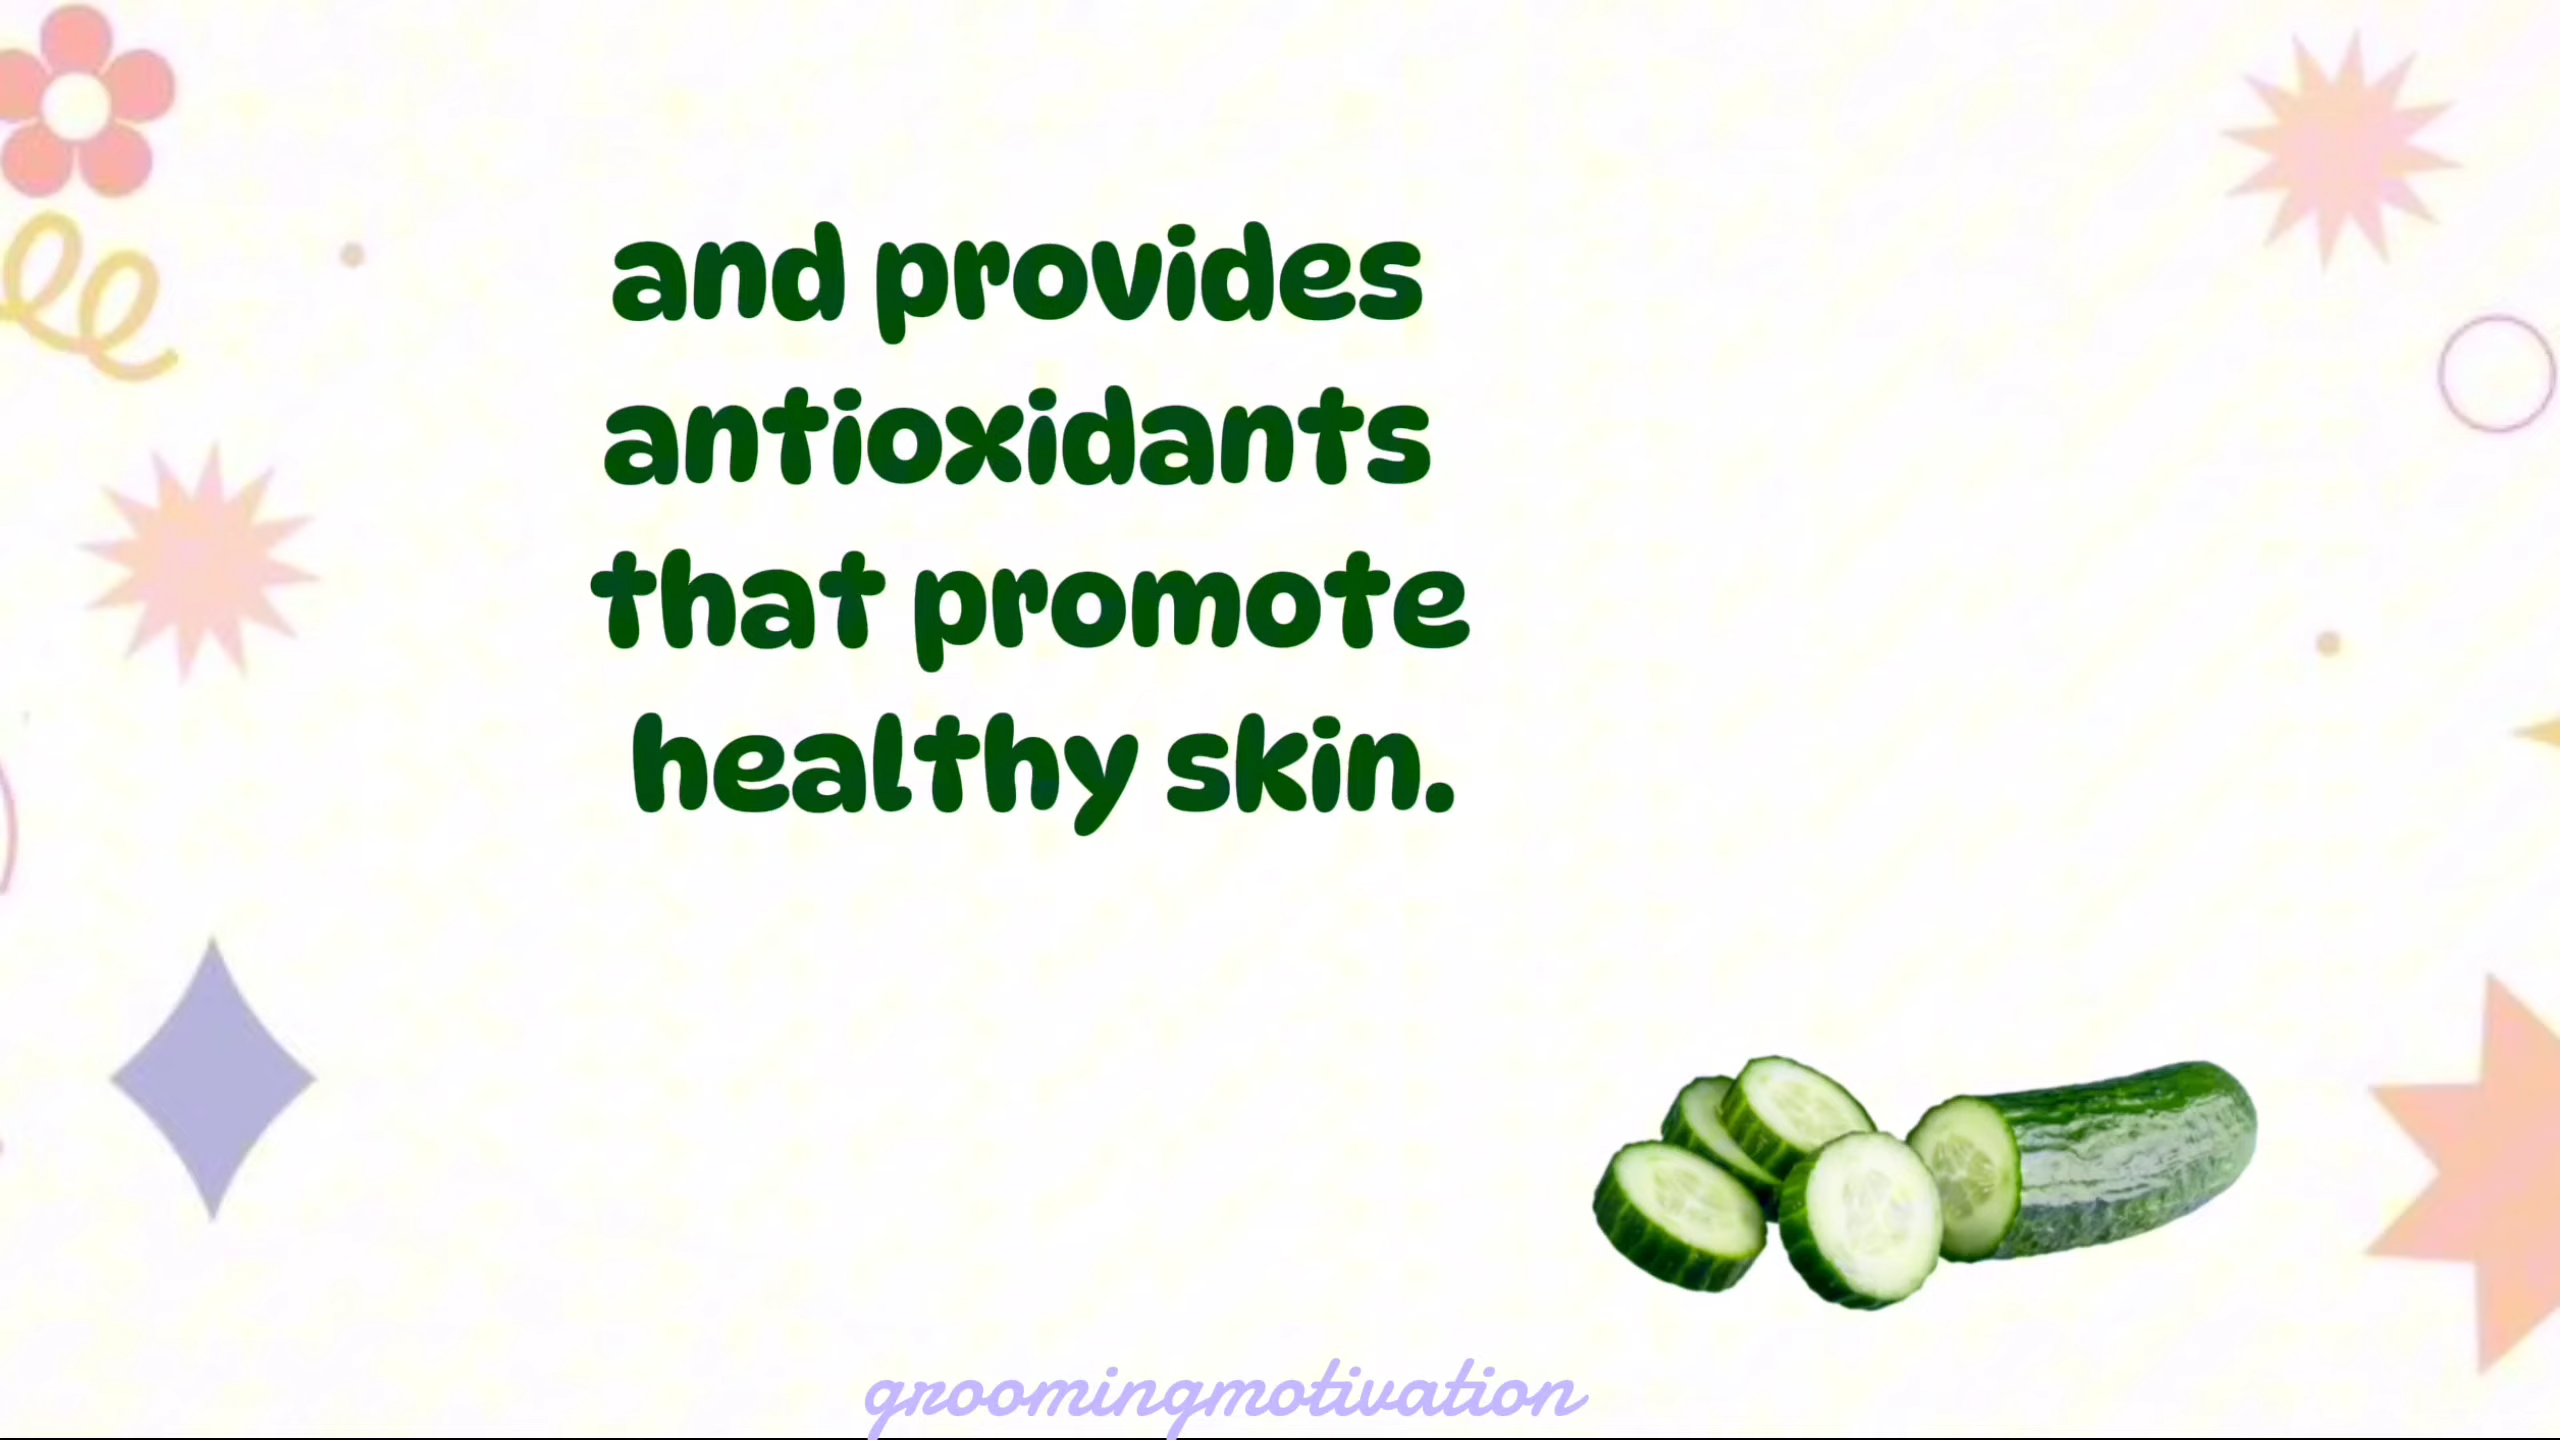 and provides
antioxidants
that promote
healthy skin.
groomingmotivation